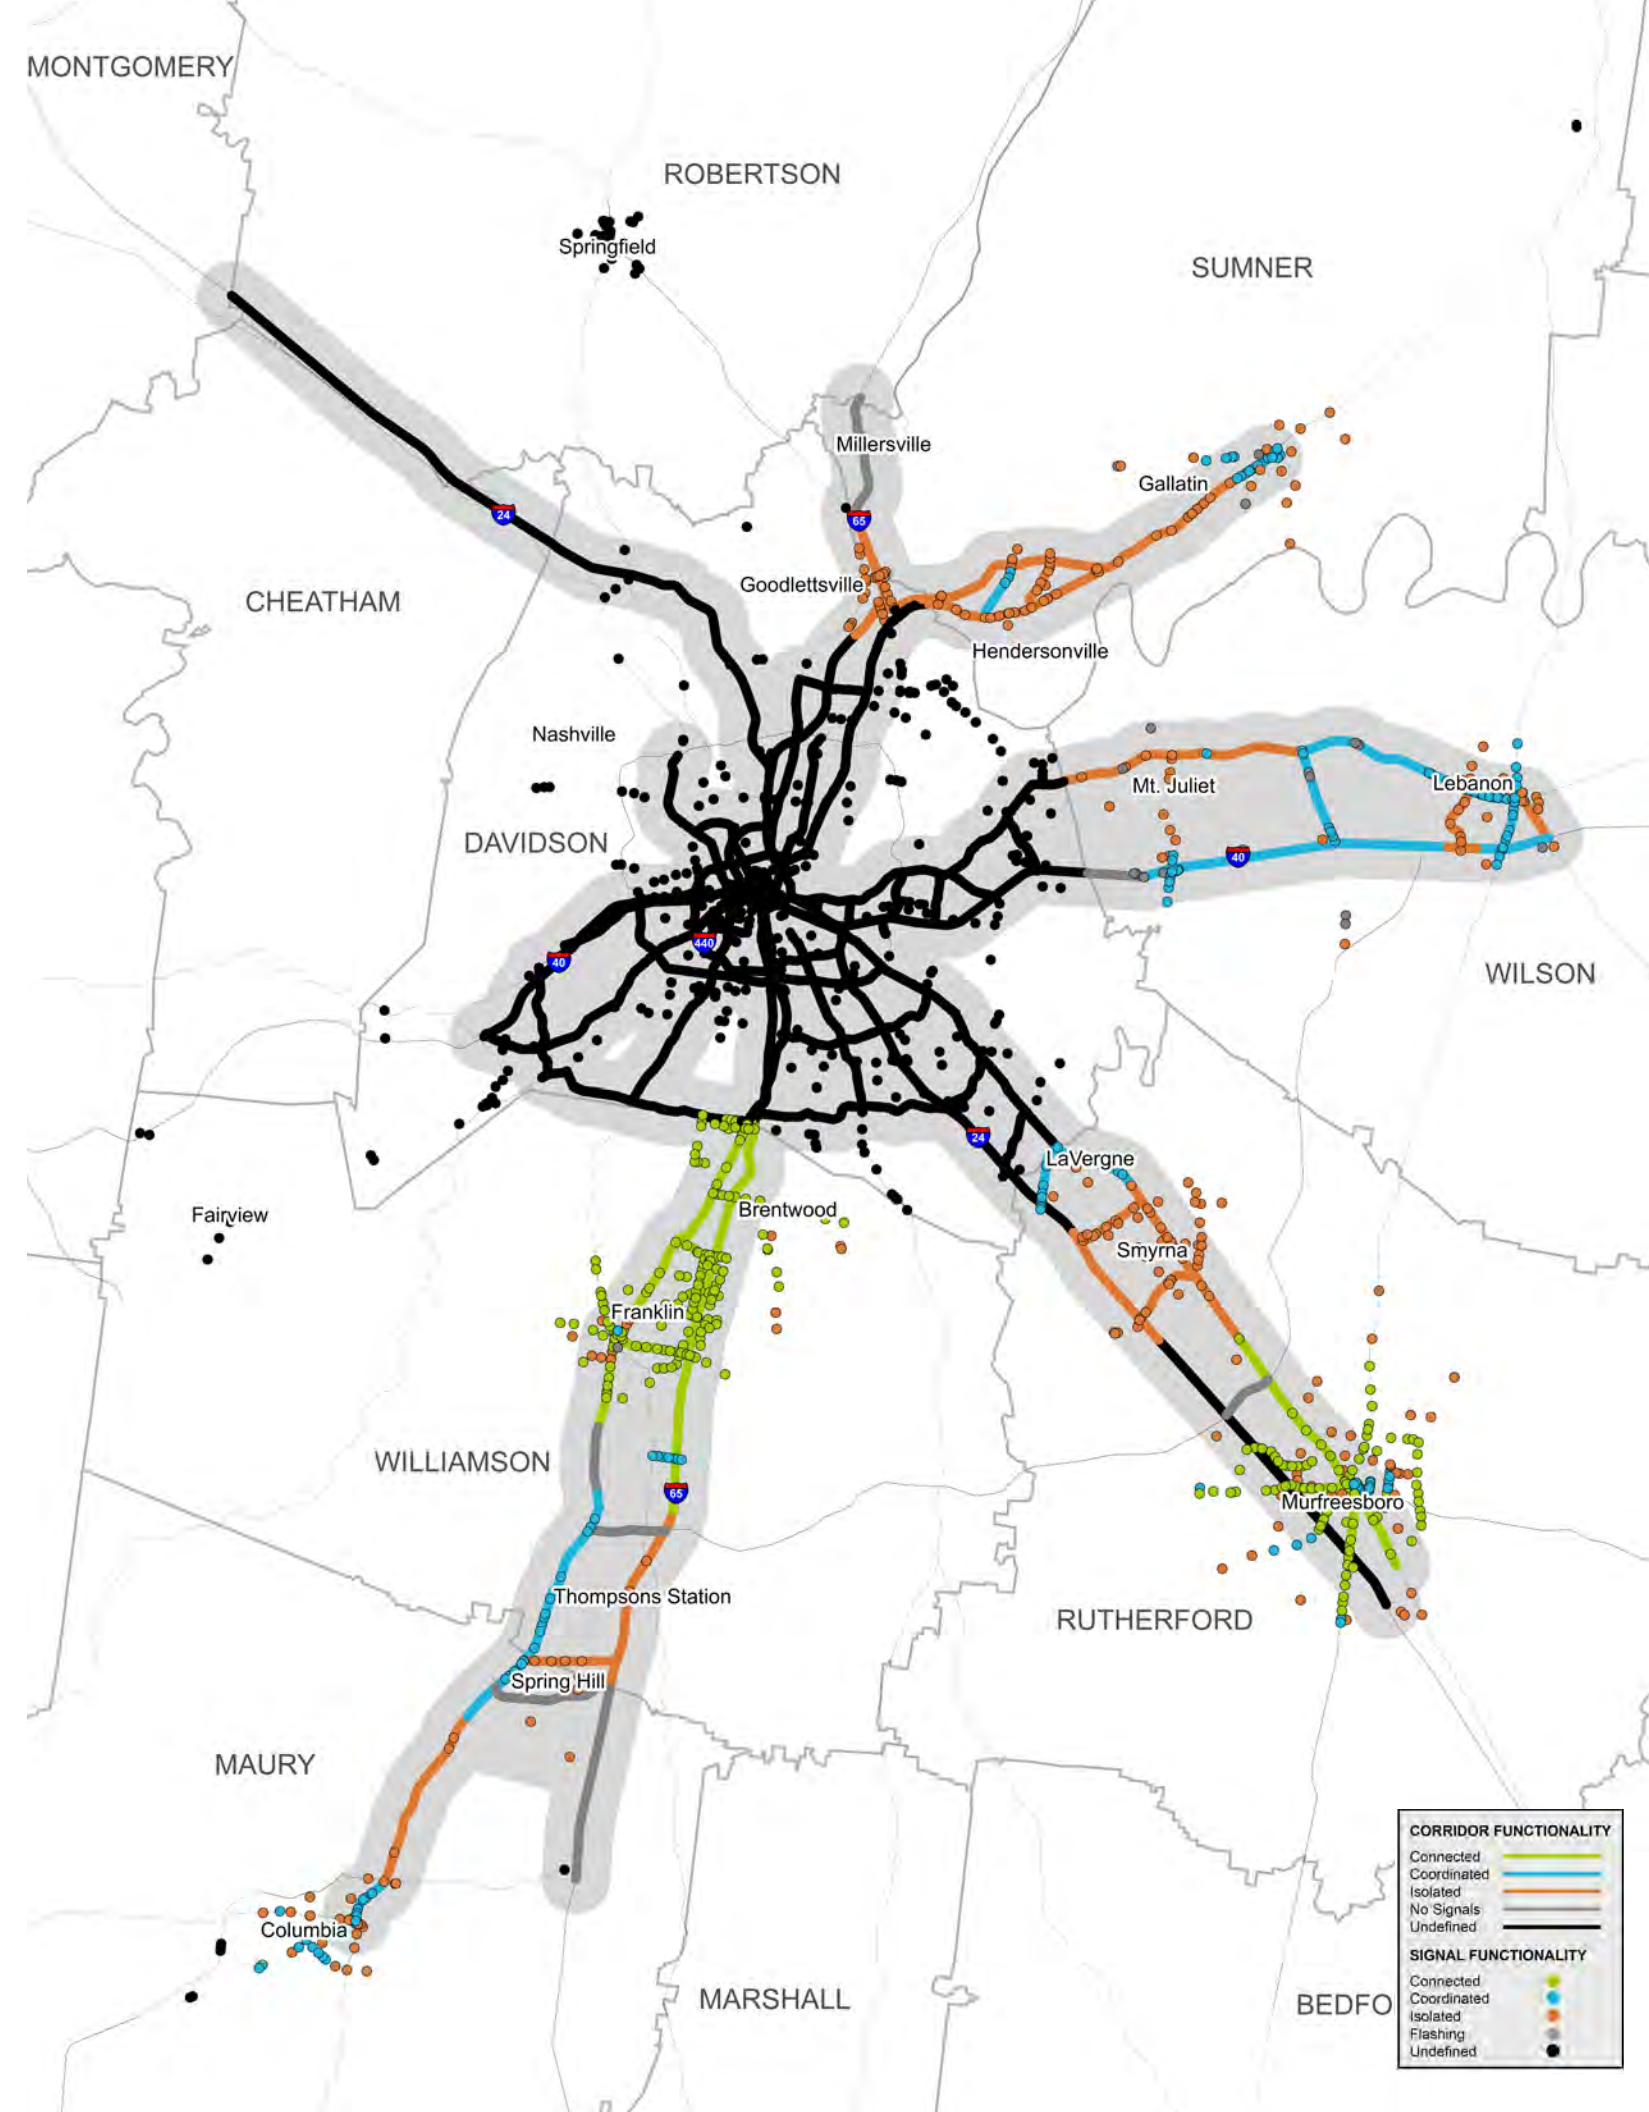 MONTGOMERY
ROBERTSON
Springfield
SUMNER
Millersville
24
65
Gallatin
Goodlettsville
CHEATHAM
Hendersonville
Nashville
Mt. Juliet
Lebanon
DAVIDSON
40
440
40
WILSON
24
LaVergne
Fairview
Brentwood
Smyrna
Franklin
WILLIAMSON
65
Murfreesboro
Thompsons Station
RUTHERFORD
Spring Hill
MAURY
Columbia
MARSHALL
BEDFO
CORRIDOR FUNCTIONALITY
Connected
Coordinated
Isolated
No Signals
Undefined
SIGNAL FUNCTIONALITY
Connected
Coordinated
Isolated
Flashing
Undefined